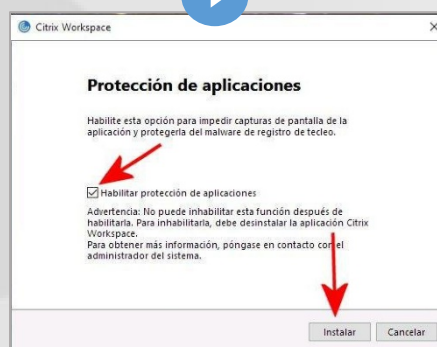 Citrix Workspace
Protección de aplicaciones
Habilite esta opción para impedir capturas de pantalla de la
aplicación y protegerla del malware de registro de tecleo.
Habilitar protección de aplicaciones
Advertencia: No puede inhabilitar esta función después de
habilitarla. Para inhabilitarla, debe desinstalar la aplicación Citrix
Workspace.
Para obtener más información, póngase en contacto con el
administrador del sistema.
Instalar Cancelar